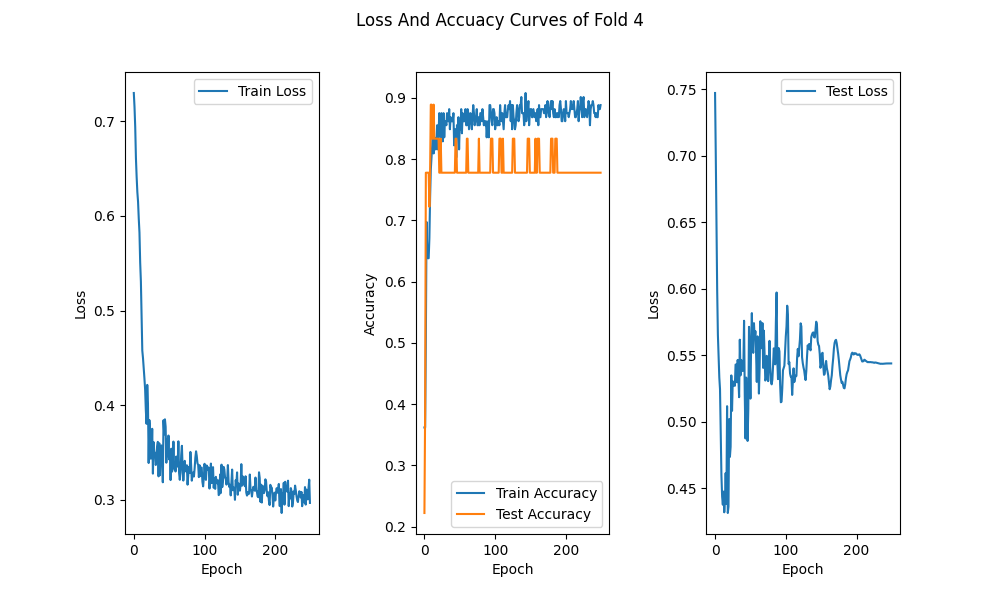 Loss And Accuacy Curves of Fold 4
Train Loss
0.7
0.6
0.5
0.4
0.3
Loss
0
100
200
Epoch
0.9
0.8
0.7
0.6
0.5
0.4
0.3
0.2
Accuracy
Train Accuracy
Test Accuracy
0
100
200
Epoch
Test Loss
0.75
0.70
0.65
0.60
0.55
0.50
0.45
Loss
0
100
200
Epoch